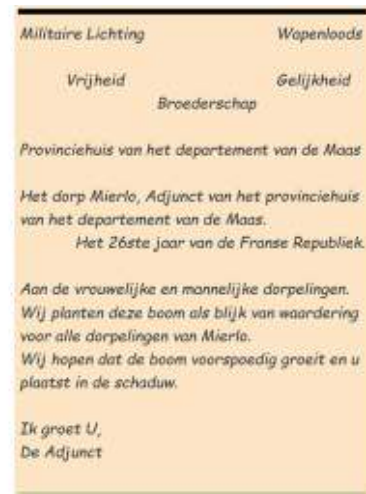 Militaire Lichting Wapenloods
Vrijheid Gelijkheid
Broederschap
Provinciehuis van het departement van de Maas
Het dorp Mierlo, Adjunct van het provinciehuis
van het departement van de Maas.
Het 26ste jaar van de Franse Republiek.
Aan de vrouwelijke en mannelijke dorpelingen.
Wij planten deze boom als blijk van waardering
voor alle dorpelingen van Mierlo.
Wij hopen dat de boom voorspoedig groeit en u
plaatst in de schaduw.
Ik groet U,
De Adjunct